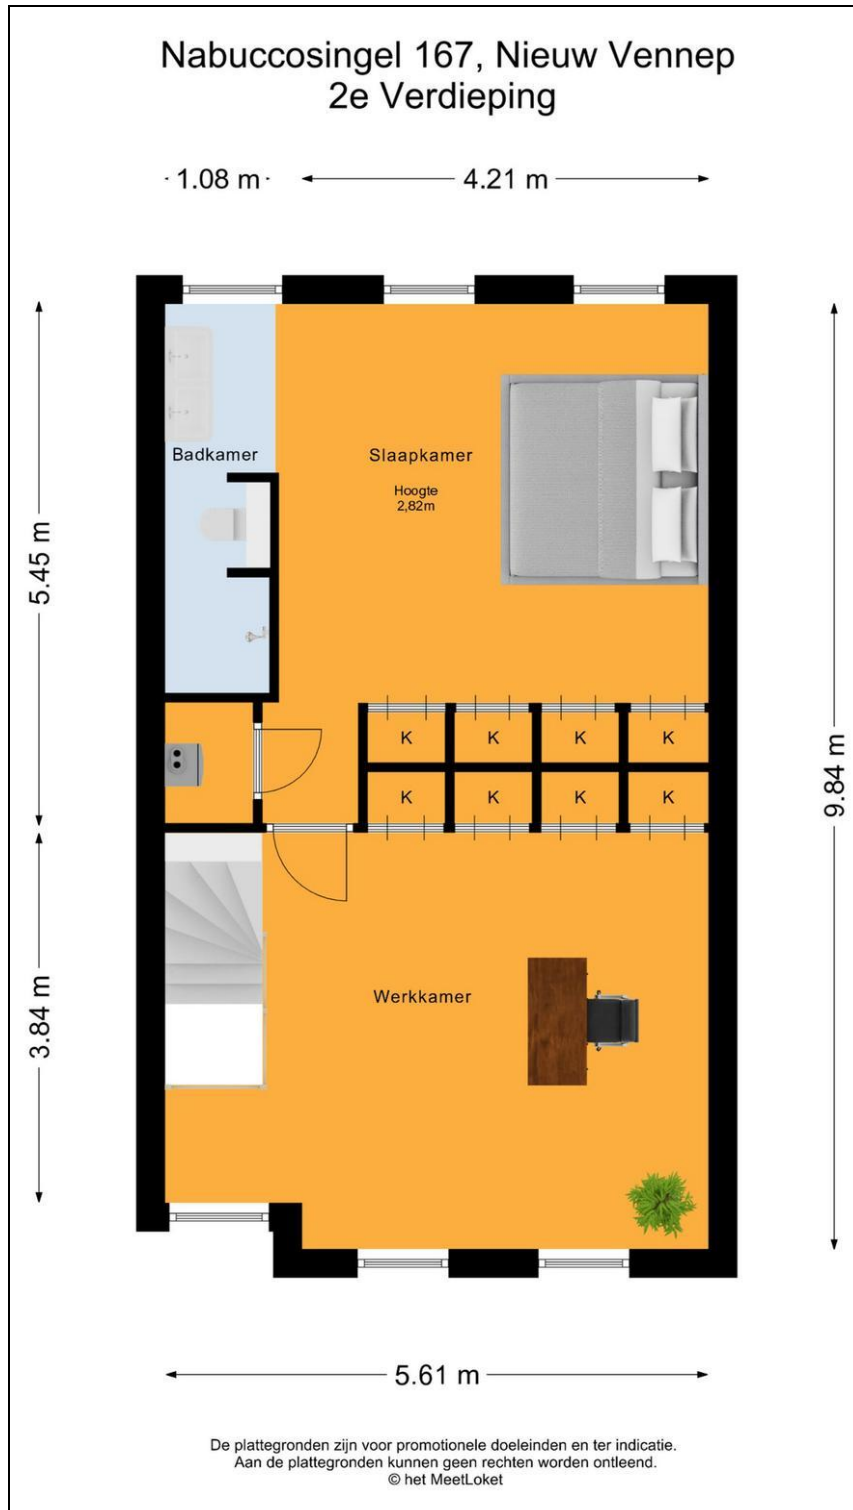 Nabuccosingel 167, Nieuw Vennep
2e Verdieping
1.08 m
4.21 m
Badkamer
Slaapkamer
Hoogte
2,82m
5.45 m
9.84 m
K K K K
K K K K
3.84 m
Werkkamer
5.61 m
De plattegronden zijn voor promotionele doeleinden en ter indicatie.
Aan de plattegronden kunnen geen rechten worden ontleend.
© het MeetLoket